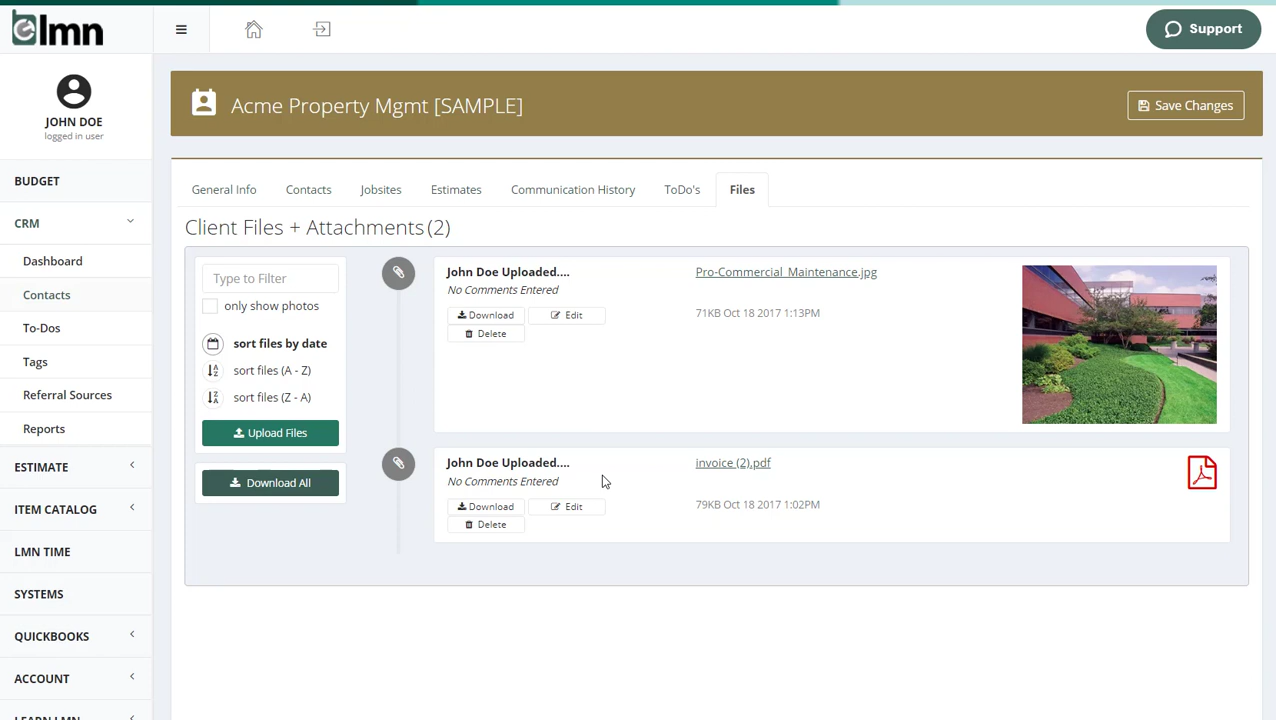 lmn
Support
JOHN DOE
logged in user
Acme Property Mgmt [SAMPLE]
Save Changes
BUDGET
CRM
Dashboard
Contacts
To-Dos
Tags
Referral Sources
Reports
ESTIMATE
ITEM CATALOG
LMN TIME
SYSTEMS
QUICKBOOKS
ACCOUNT
LEARN LMN
General Info
Contacts
Jobsites
Estimates
Communication History
ToDo's
Files
Client Files + Attachments (2)
Type to Filter
only show photos
sort files by date
sort files (A - Z)
sort files (Z - A)
Upload Files
Download All
John Doe Uploaded....
No Comments Entered
Download
Edit
Delete
Pro-Commercial_Maintenance.jpg
71KB Oct 18 2017 1:13PM
John Doe Uploaded....
No Comments Entered
Download
Edit
Delete
invoice (2).pdf
79KB Oct 18 2017 1:02PM